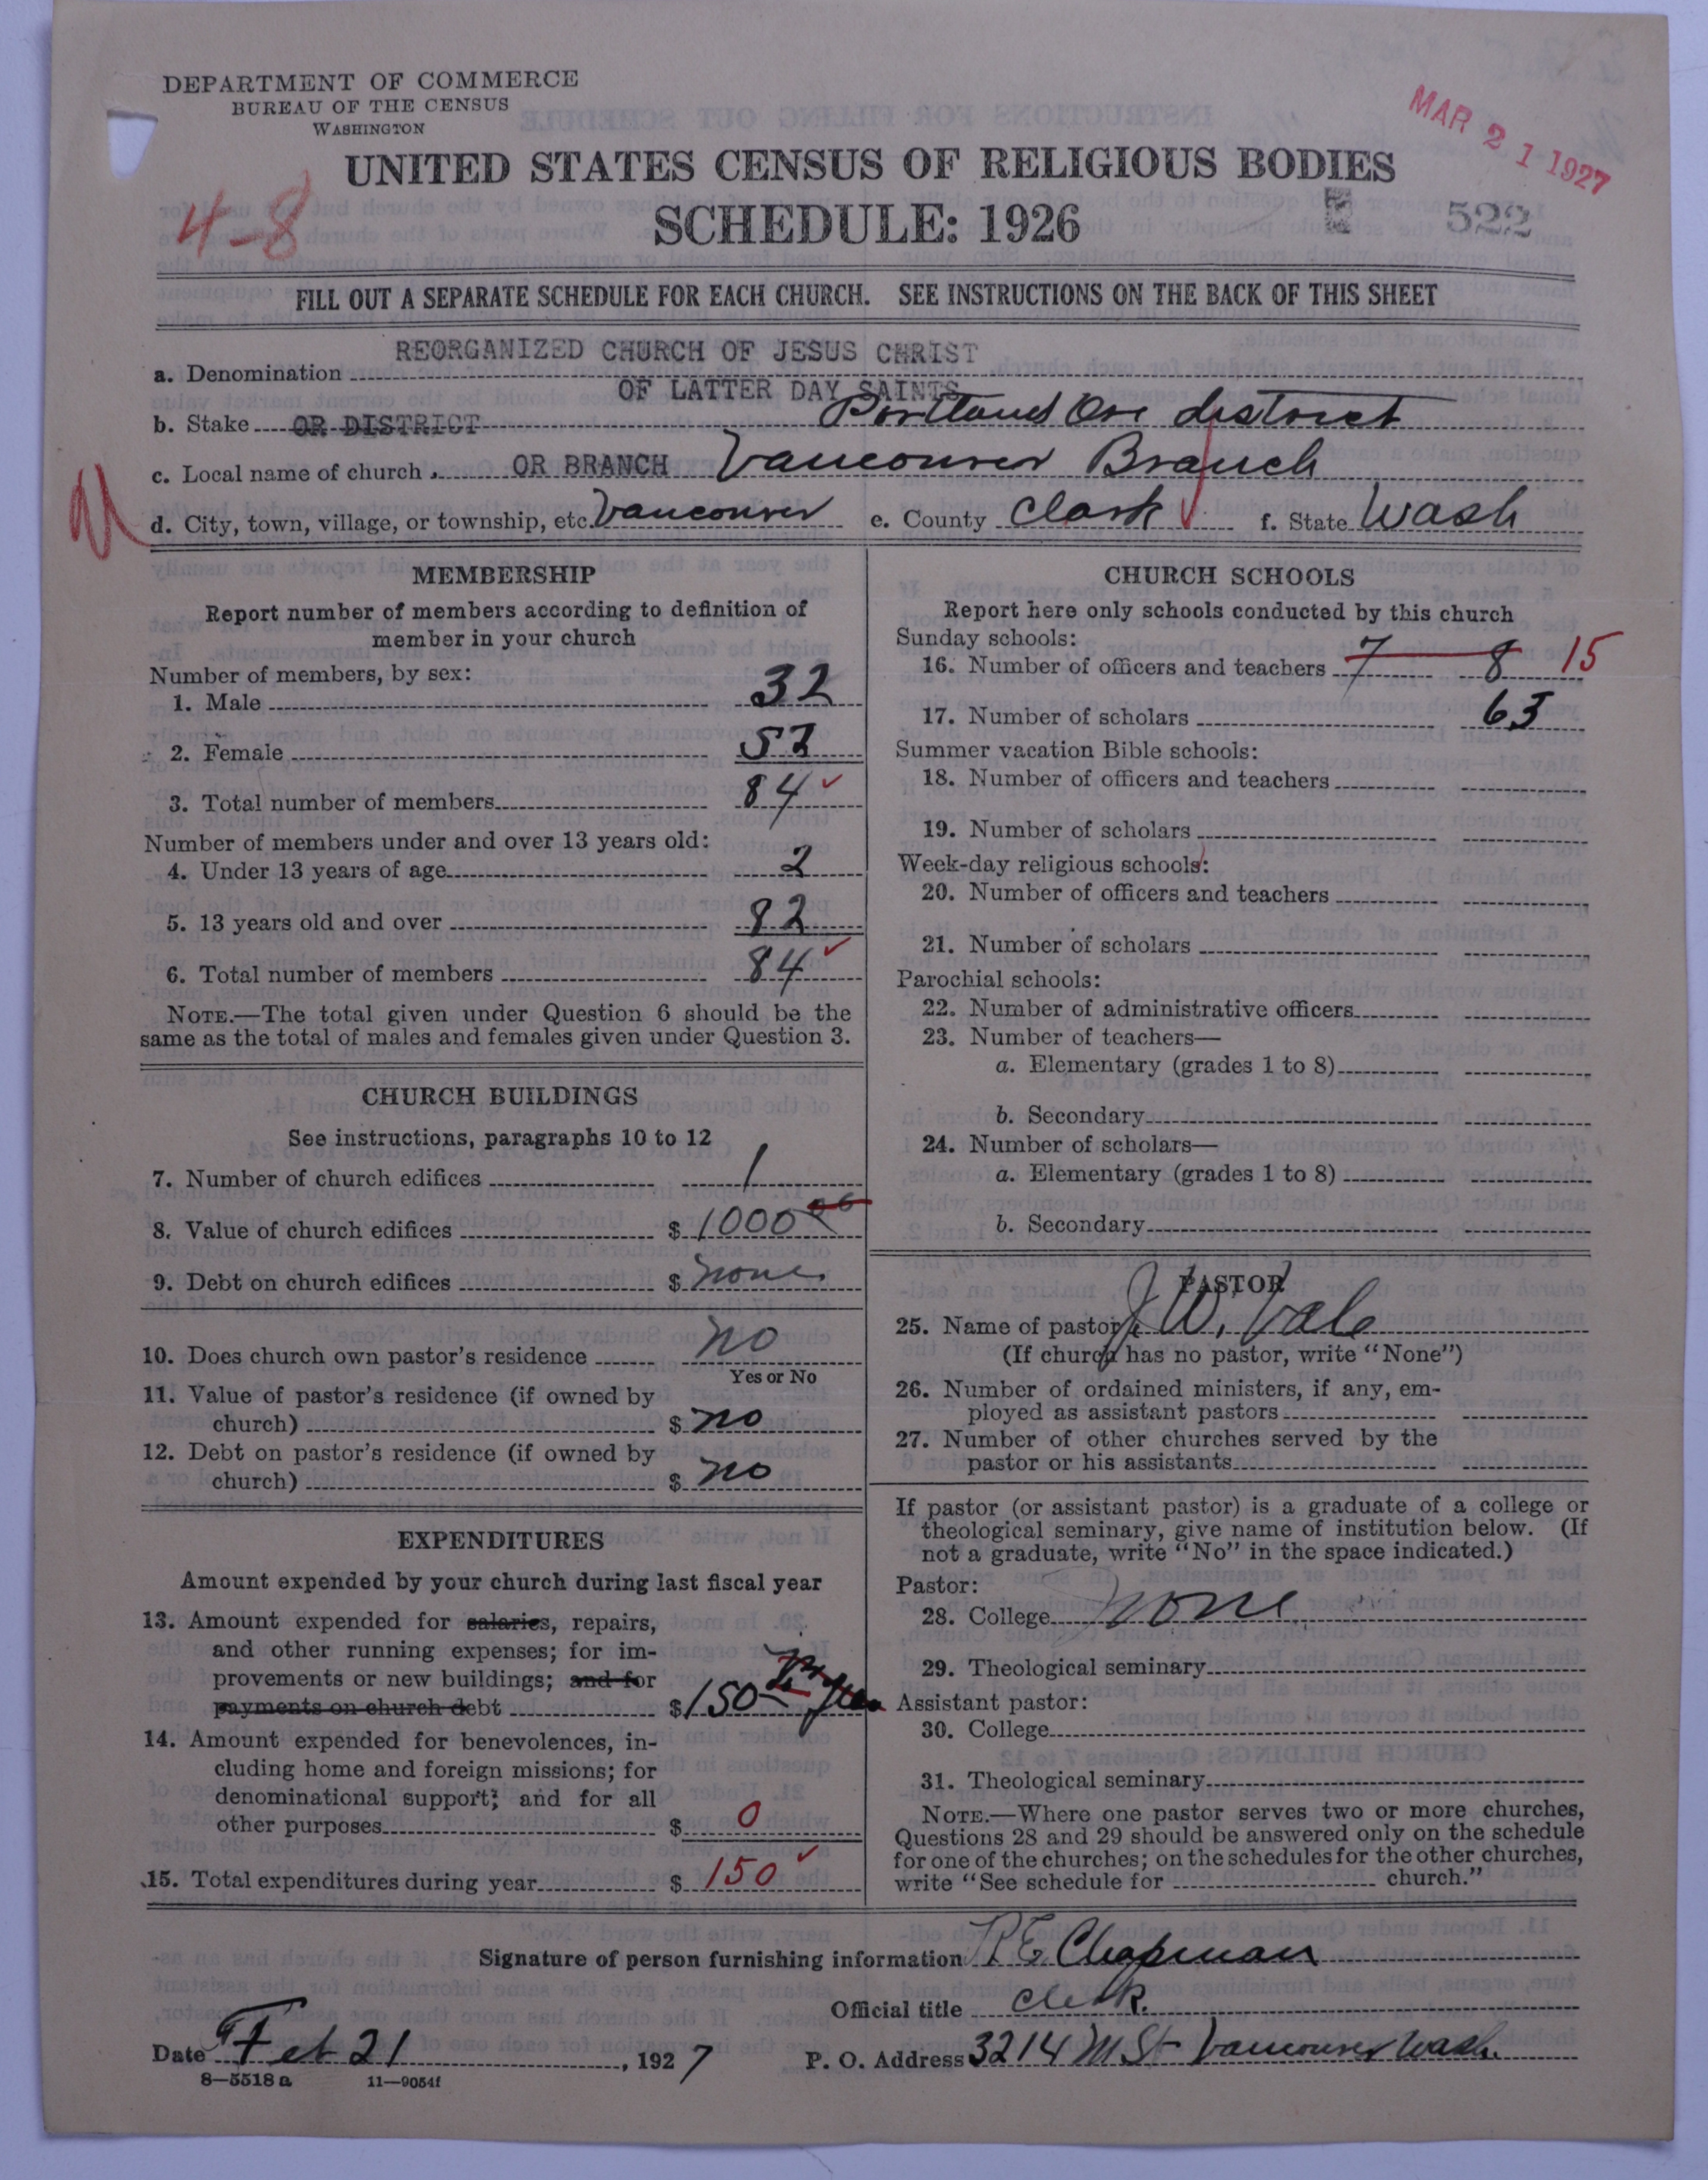 DEPARTMENT OF COMMERCE
BUREAU OF THE CENSUS
WASHINGTON
MAR 21 1927
UNITED STATES CENSUS OF RELIGIOUS BODIES
4-8
SCHEDULE: 1926
522
FILL OUT A SEPARATE SCHEDULE FOR EACH CHURCH. SEE INSTRUCTIONS ON THE BACK OF THIS SHEET
REORGANIZED CHURCH OF JESUS CHRIST
a. Denomination
OF LATTER DAY SAINTS
b. Stake OR DISTRICT Portland Ore district
c. Local name of church OR BRANCH Vancouver Branch
d. City, town, village, or township, etc. Vancouver e. County Clark f. State Wash
MEMBERSHIP
Report number of members according to definition of
member in your church
Number of members, by sex:
1. Male 32
2. Female 52
3. Total number of members 84 ✓
Number of members under and over 13 years old:
4. Under 13 years of age 2
5. 13 years old and over 82
6. Total number of members 84 ✓
NOTE.—The total given under Question 6 should be the
same as the total of males and females given under Question 3.
CHURCH BUILDINGS
See instructions, paragraphs 10 to 12
7. Number of church edifices 1
8. Value of church edifices $ 1000 00
9. Debt on church edifices $ none
10. Does church own pastor's residence no
Yes or No
11. Value of pastor's residence (if owned by
church) $ no
12. Debt on pastor's residence (if owned by
church) $ no
EXPENDITURES
Amount expended by your church during last fiscal year
13. Amount expended for salaries, repairs,
and other running expenses; for im-
provements or new buildings; and for
payments on church debt $ 150
14. Amount expended for benevolences, in-
cluding home and foreign missions; for
denominational support; and for all
other purposes $ 0
15. Total expenditures during year $ 150 ✓
CHURCH SCHOOLS
Report here only schools conducted by this church
Sunday schools:
16. Number of officers and teachers 7 8 15
17. Number of scholars 63
Summer vacation Bible schools:
18. Number of officers and teachers
19. Number of scholars
Week-day religious schools:
20. Number of officers and teachers
21. Number of scholars
Parochial schools:
22. Number of administrative officers
23. Number of teachers—
a. Elementary (grades 1 to 8)
b. Secondary
24. Number of scholars—
a. Elementary (grades 1 to 8)
b. Secondary
PASTOR
25. Name of pastor J. W. Vale
(If church has no pastor, write "None")
26. Number of ordained ministers, if any, em-
ployed as assistant pastors
27. Number of other churches served by the
pastor or his assistants
If pastor (or assistant pastor) is a graduate of a college or
theological seminary, give name of institution below. (If
not a graduate, write "No" in the space indicated.)
Pastor:
28. College none
29. Theological seminary
Assistant pastor:
30. College
31. Theological seminary
NOTE.—Where one pastor serves two or more churches,
Questions 28 and 29 should be answered only on the schedule
for one of the churches; on the schedules for the other churches,
write "See schedule for church."
Signature of person furnishing information R E Chapman
Official title clerk.
Date Feb 21, 1927 P. O. Address 3214 M St Vancouver Wash.
8—5518 a 11—9054f